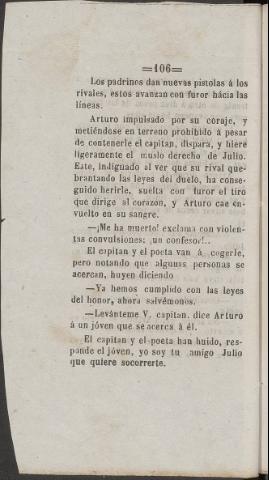 =106=
Los padrinos dan nuevas pistolas á los
rivales, estos avanzan con furor hácia las
líneas.
Arturo impulsado por su coraje, y
metiéndose en terreno prohibido á pesar
de contenerle el capitan, dispara, y hiere
ligeramente el muslo derecho de Julio.
Este, indignado al ver que su rival que-
brantando las leyes del duelo, ha conse-
guido herirle, suelta con furor el tiro
que dirige al corazon, y Arturo cae en-
vuelto en su sangre.
—¡Me ha muerto! exclama con violen-
tas convulsiones; ¡un confesor!..
El capitan y el poeta van á cogerle,
pero notando que algunas personas se
acercan, huyen diciendo
—Ya hemos cumplido con las leyes
del honor, ahora salvémonos.
—Levánteme V. capitan, dice Arturo
á un jóven que se acerca á él.
El capitan y el poeta han huido, res-
ponde el jóven, yo soy tu amigo Julio
que quiere socorrerte.